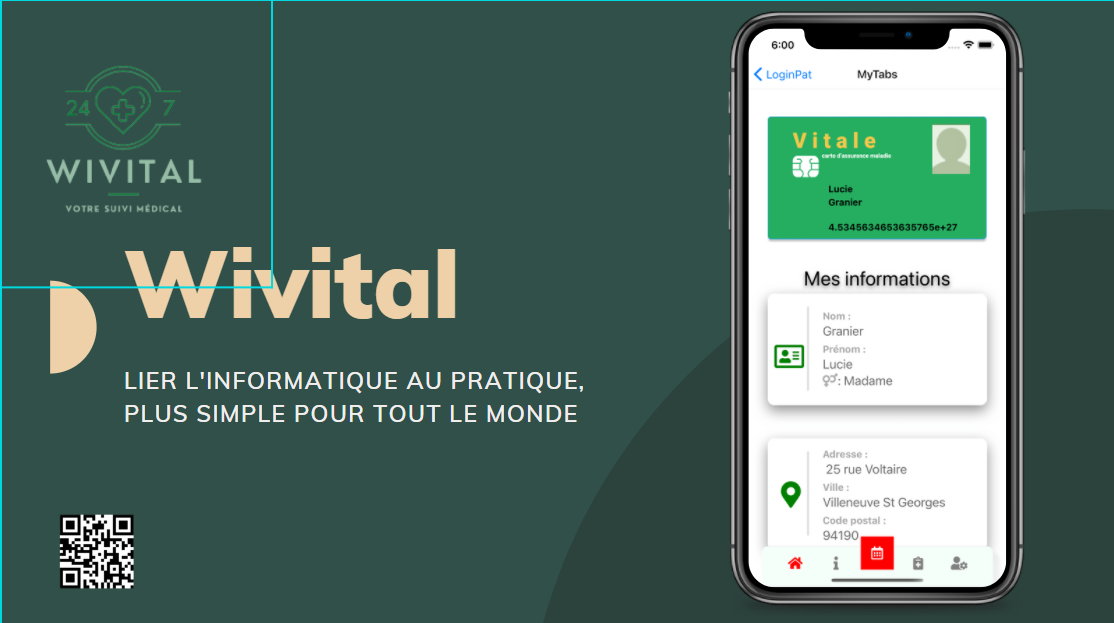 24 7
WIVITAL
VOTRE SUIVI MÉDICAL
Wivital
LIER L'INFORMATIQUE AU PRATIQUE,
PLUS SIMPLE POUR TOUT LE MONDE
6:00
LoginPat MyTabs
Vitale
carte d'assurance maladie
Lucie
Granier
4.5345634653635765e+27
Mes informations
Nom :
Granier
Prénom :
Lucie
⚤: Madame
Adresse :
25 rue Voltaire
Ville :
Villeneuve St Georges
Code postal :
94190